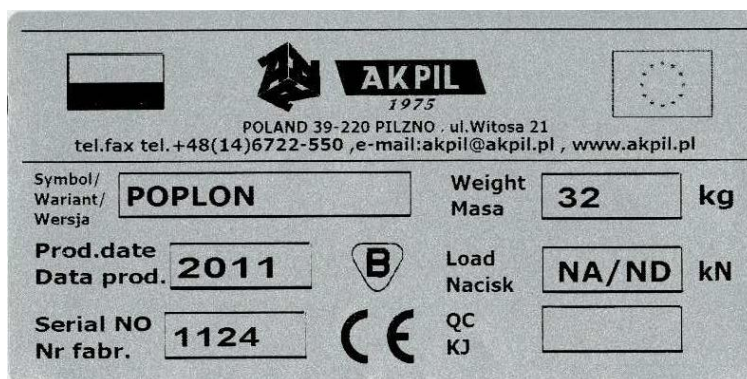 AKPIL
1975
POLAND 39-220 PILZNO . ul.Witosa 21
tel.fax tel.+48(14)6722-550 ,e-mail:akpil@akpil.pl , www.akpil.pl
Symbol/
Wariant/
Wersja
POPLON
Weight
Masa
32 kg
Prod.date
Data prod.
2011
B
Load
Nacisk
NA/ND kN
Serial NO
Nr fabr.
1124
CE
QC
KJ